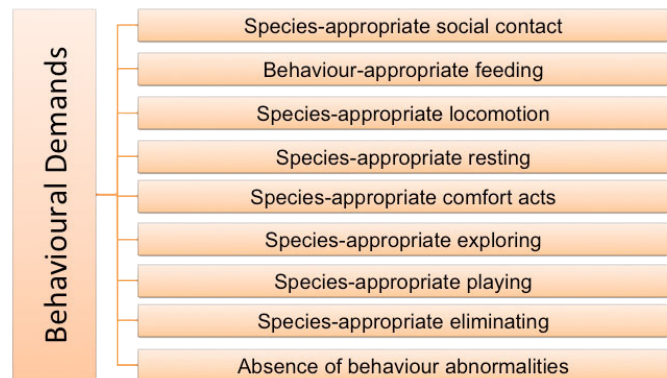 Behavioural Demands
Species-appropriate social contact
Behaviour-appropriate feeding
Species-appropriate locomotion
Species-appropriate resting
Species-appropriate comfort acts
Species-appropriate exploring
Species-appropriate playing
Species-appropriate eliminating
Absence of behaviour abnormalities